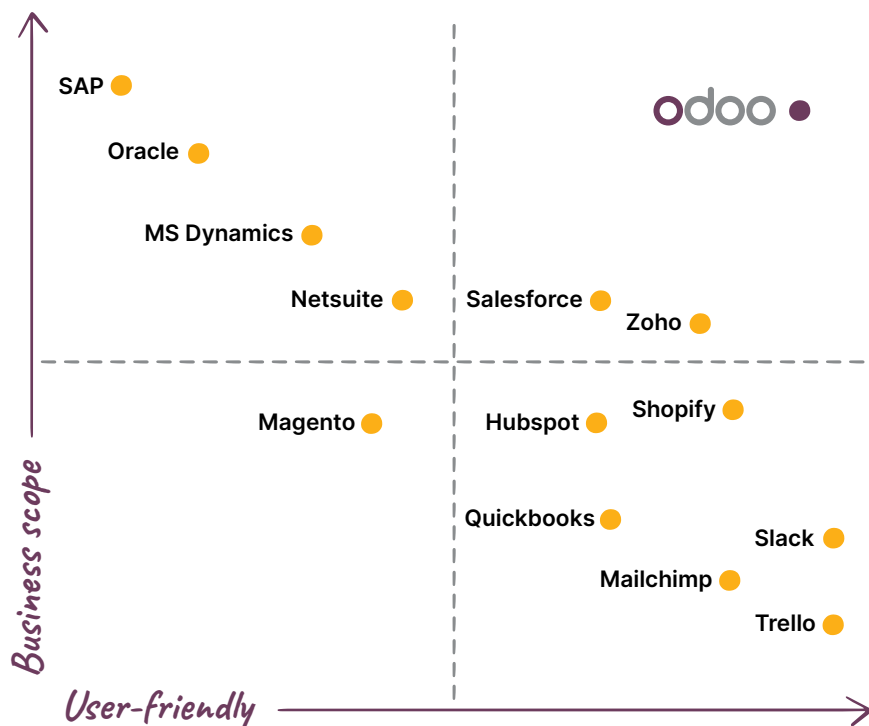 SAP
odoo
Oracle
MS Dynamics
Netsuite
Salesforce
Zoho
Magento
Hubspot
Shopify
Quickbooks
Slack
Mailchimp
Trello
Business scope
User-friendly